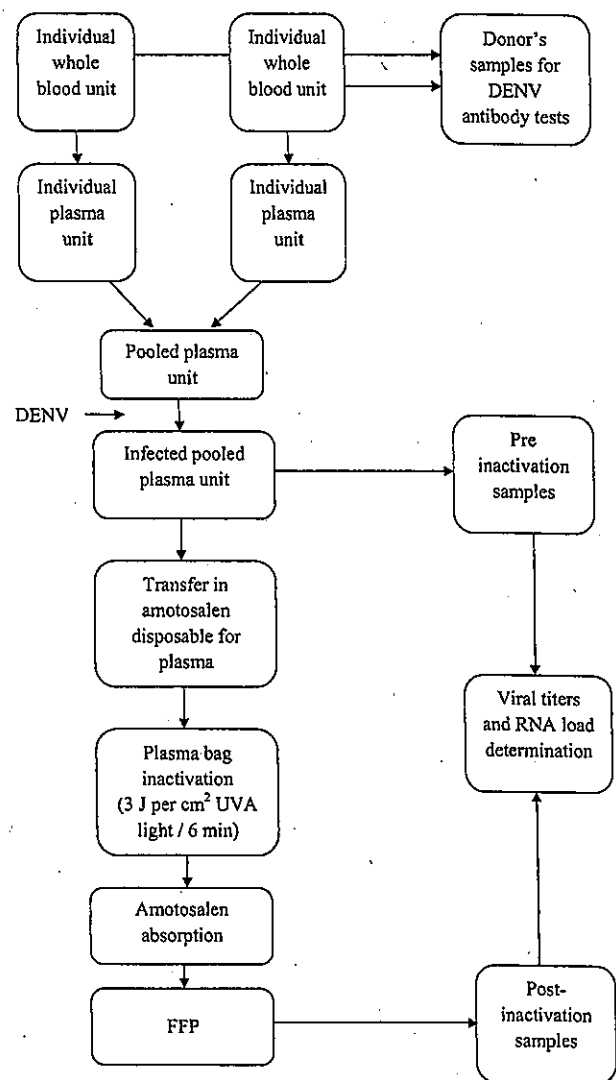 Individual
whole
blood unit
Individual
whole
blood unit
Donor's
samples for
DENV
antibody tests
Individual
plasma
unit
Individual
plasma
unit
Pooled plasma
unit
DENV
Infected pooled
plasma unit
Pre
inactivation
samples
Transfer in
amotosalen
disposable for
plasma
Viral titers
and RNA load
determination
Plasma bag
inactivation
(3 J per cm² UVA
light / 6 min)
Amotosalen
absorption
FFP
Post-
inactivation
samples